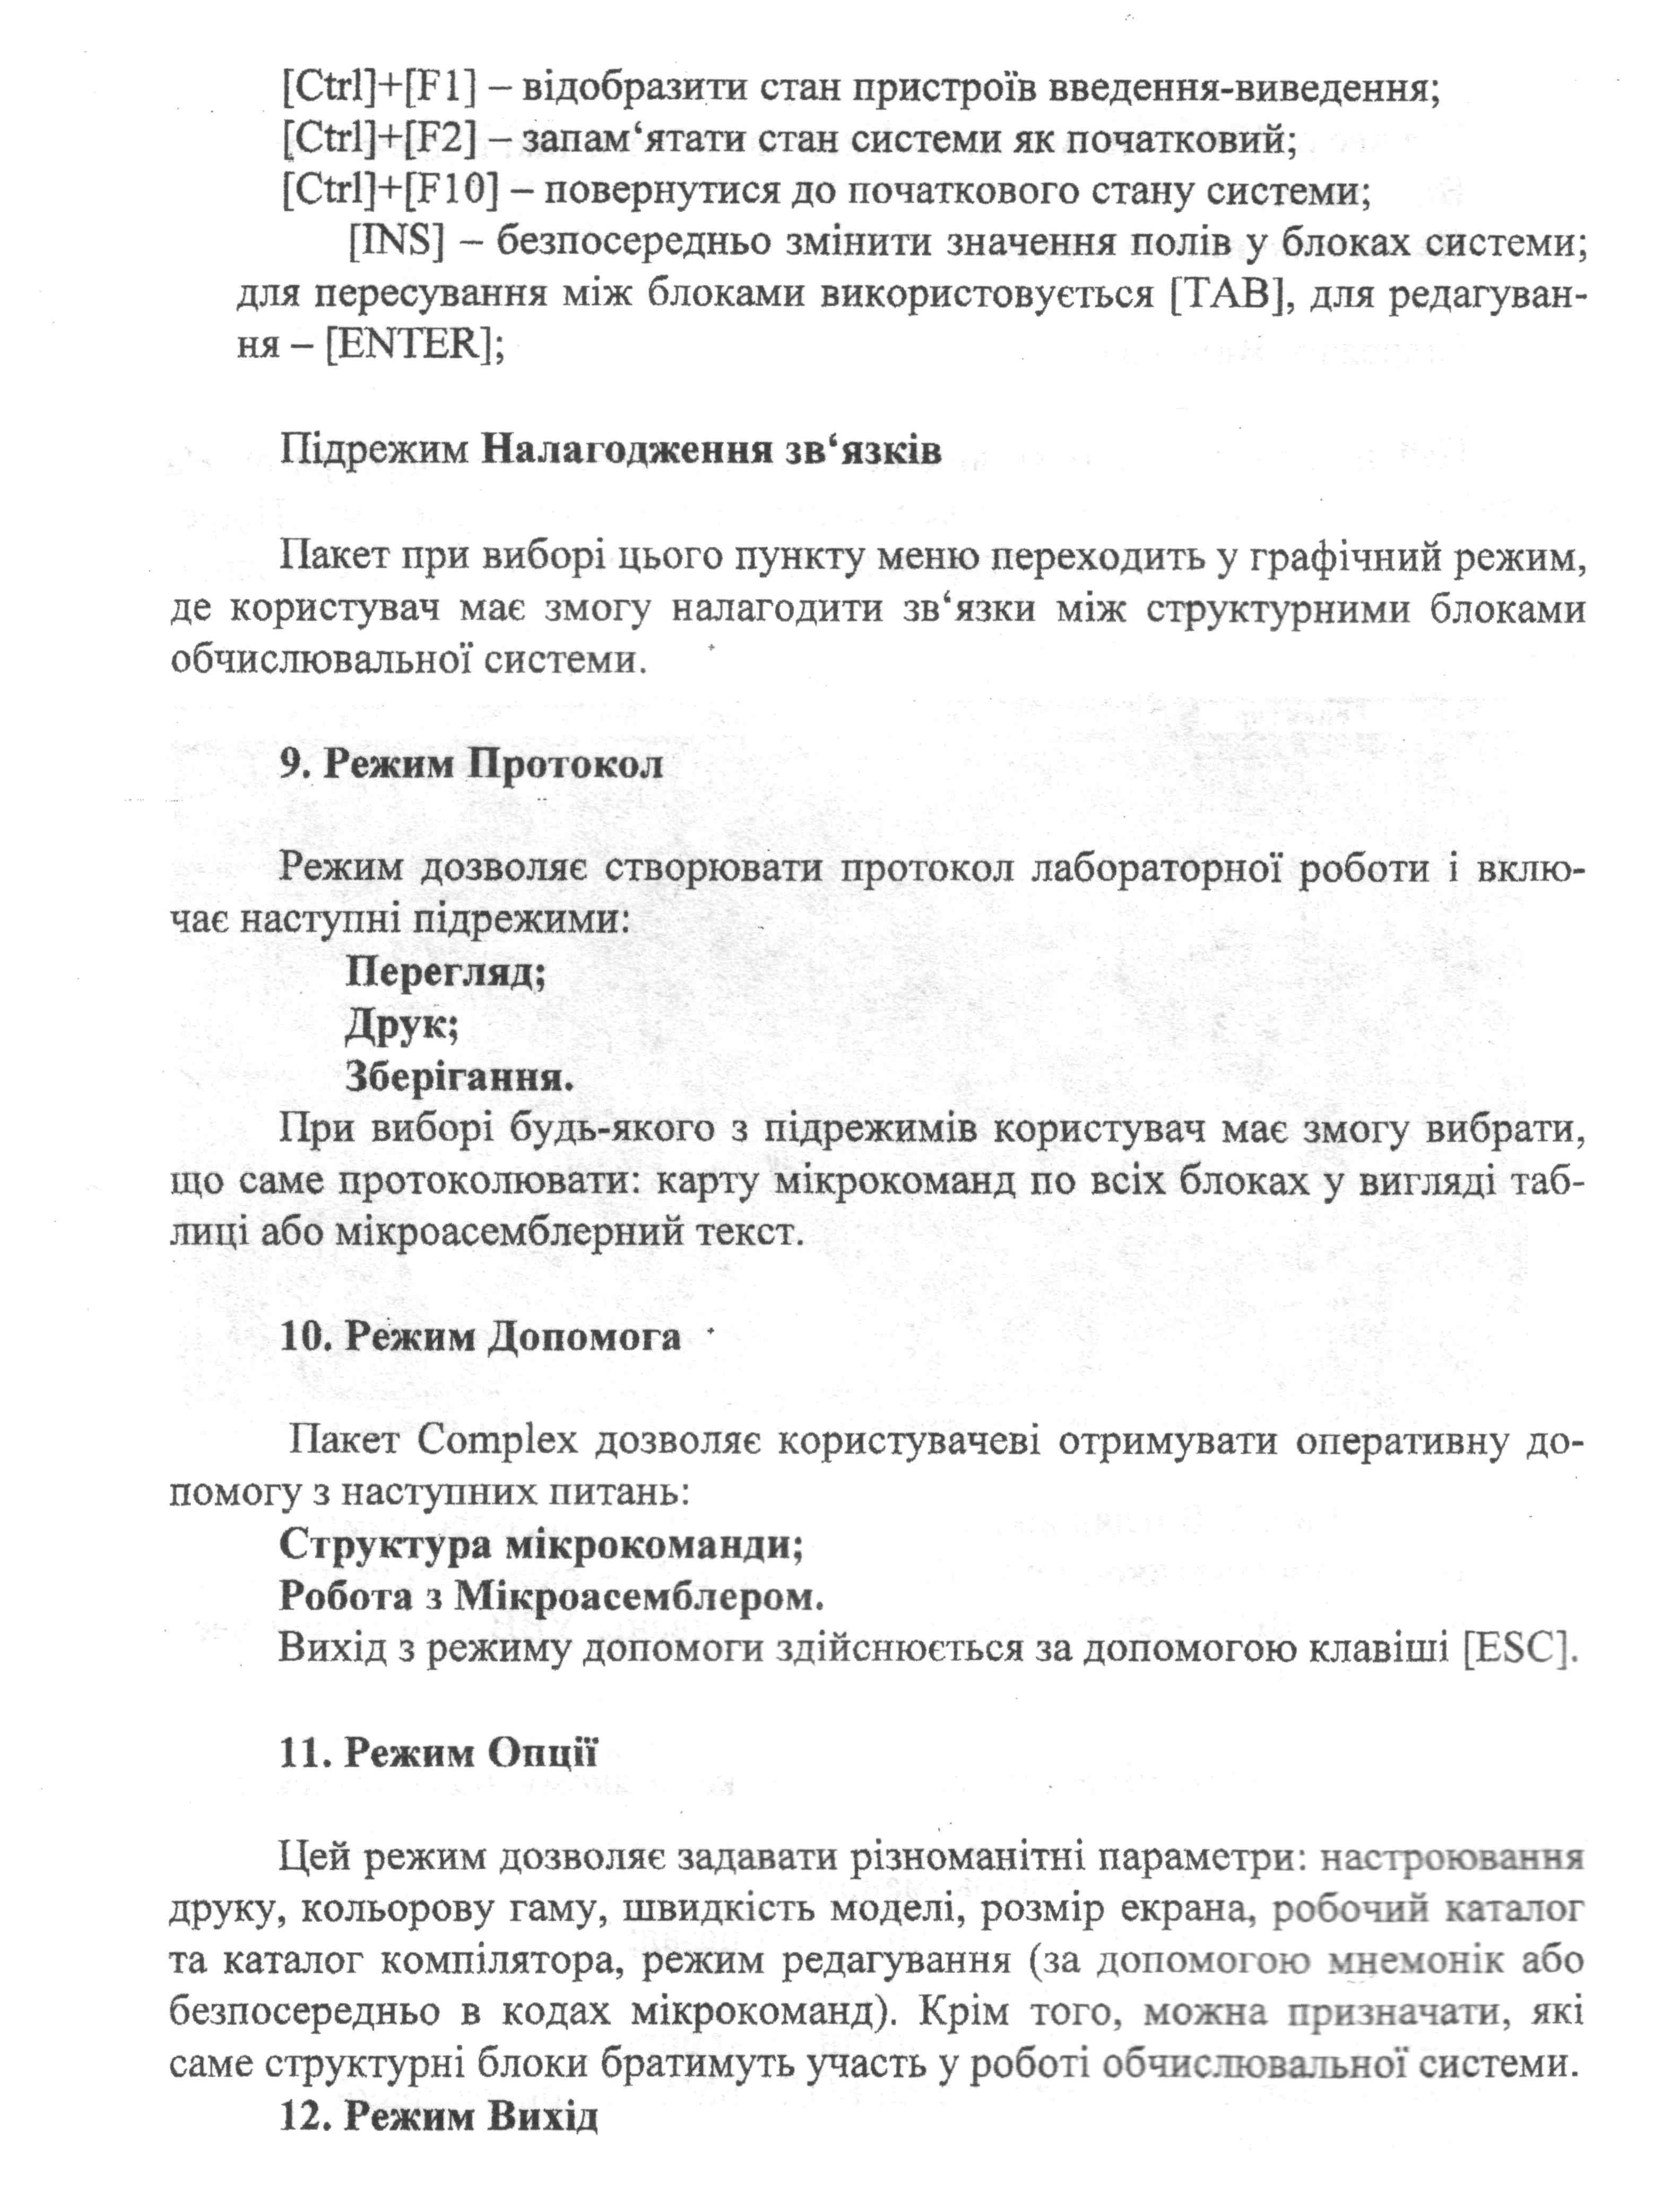 [Ctrl]+[F1] – відобразити стан пристроїв введення-виведення;
[Ctrl]+[F2] – запам‘ятати стан системи як початковий;
[Ctrl]+[F10] – повернутися до початкового стану системи;
[INS] – безпосередньо змінити значення полів у блоках системи;
для пересування між блоками використовується [TAB], для редагуван-
ня – [ENTER];
Підрежим Налагодження зв‘язків
Пакет при виборі цього пункту меню переходить у графічний режим,
де користувач має змогу налагодити зв‘язки між структурними блоками
обчислювальної системи.
9. Режим Протокол
Режим дозволяє створювати протокол лабораторної роботи і вклю-
чає наступні підрежими:
Перегляд;
Друк;
Зберігання.
При виборі будь-якого з підрежимів користувач має змогу вибрати,
що саме протоколювати: карту мікрокоманд по всіх блоках у вигляді таб-
лиці або мікроасемблерний текст.
10. Режим Допомога
Пакет Complex дозволяє користувачеві отримувати оперативну до-
помогу з наступних питань:
Структура мікрокоманди;
Робота з Мікроасемблером.
Вихід з режиму допомоги здійснюється за допомогою клавіші [ESC].
11. Режим Опції
Цей режим дозволяє задавати різноманітні параметри: настроювання
друку, кольорову гаму, швидкість моделі, розмір екрана, робочий каталог
та каталог компілятора, режим редагування (за допомогою мнемонік або
безпосередньо в кодах мікрокоманд). Крім того, можна призначати, які
саме структурні блоки братимуть участь у роботі обчислювальної системи.
12. Режим Вихід